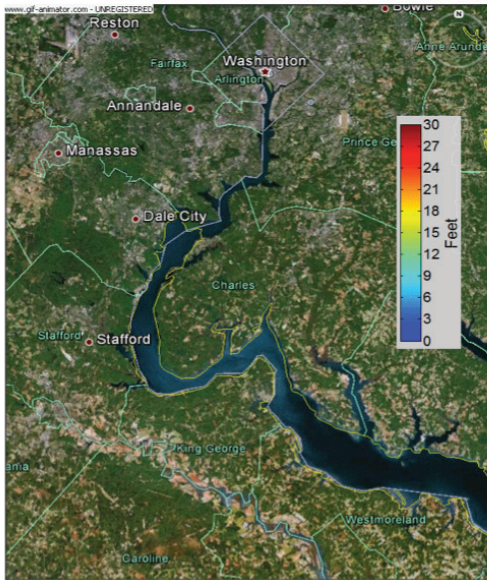 www.gif-animator.com - UNREGISTERED
Bowie
N
Reston
Washington
Anne Arunde
Fairfax
Arlington
Annandale
Manassas
Prince Ge
Dale City
Charles
Stafford
Stafford
King George
ania
Westmoreland
Caroline
30
27
24
21
18
15
12
9
6
3
0
Feet